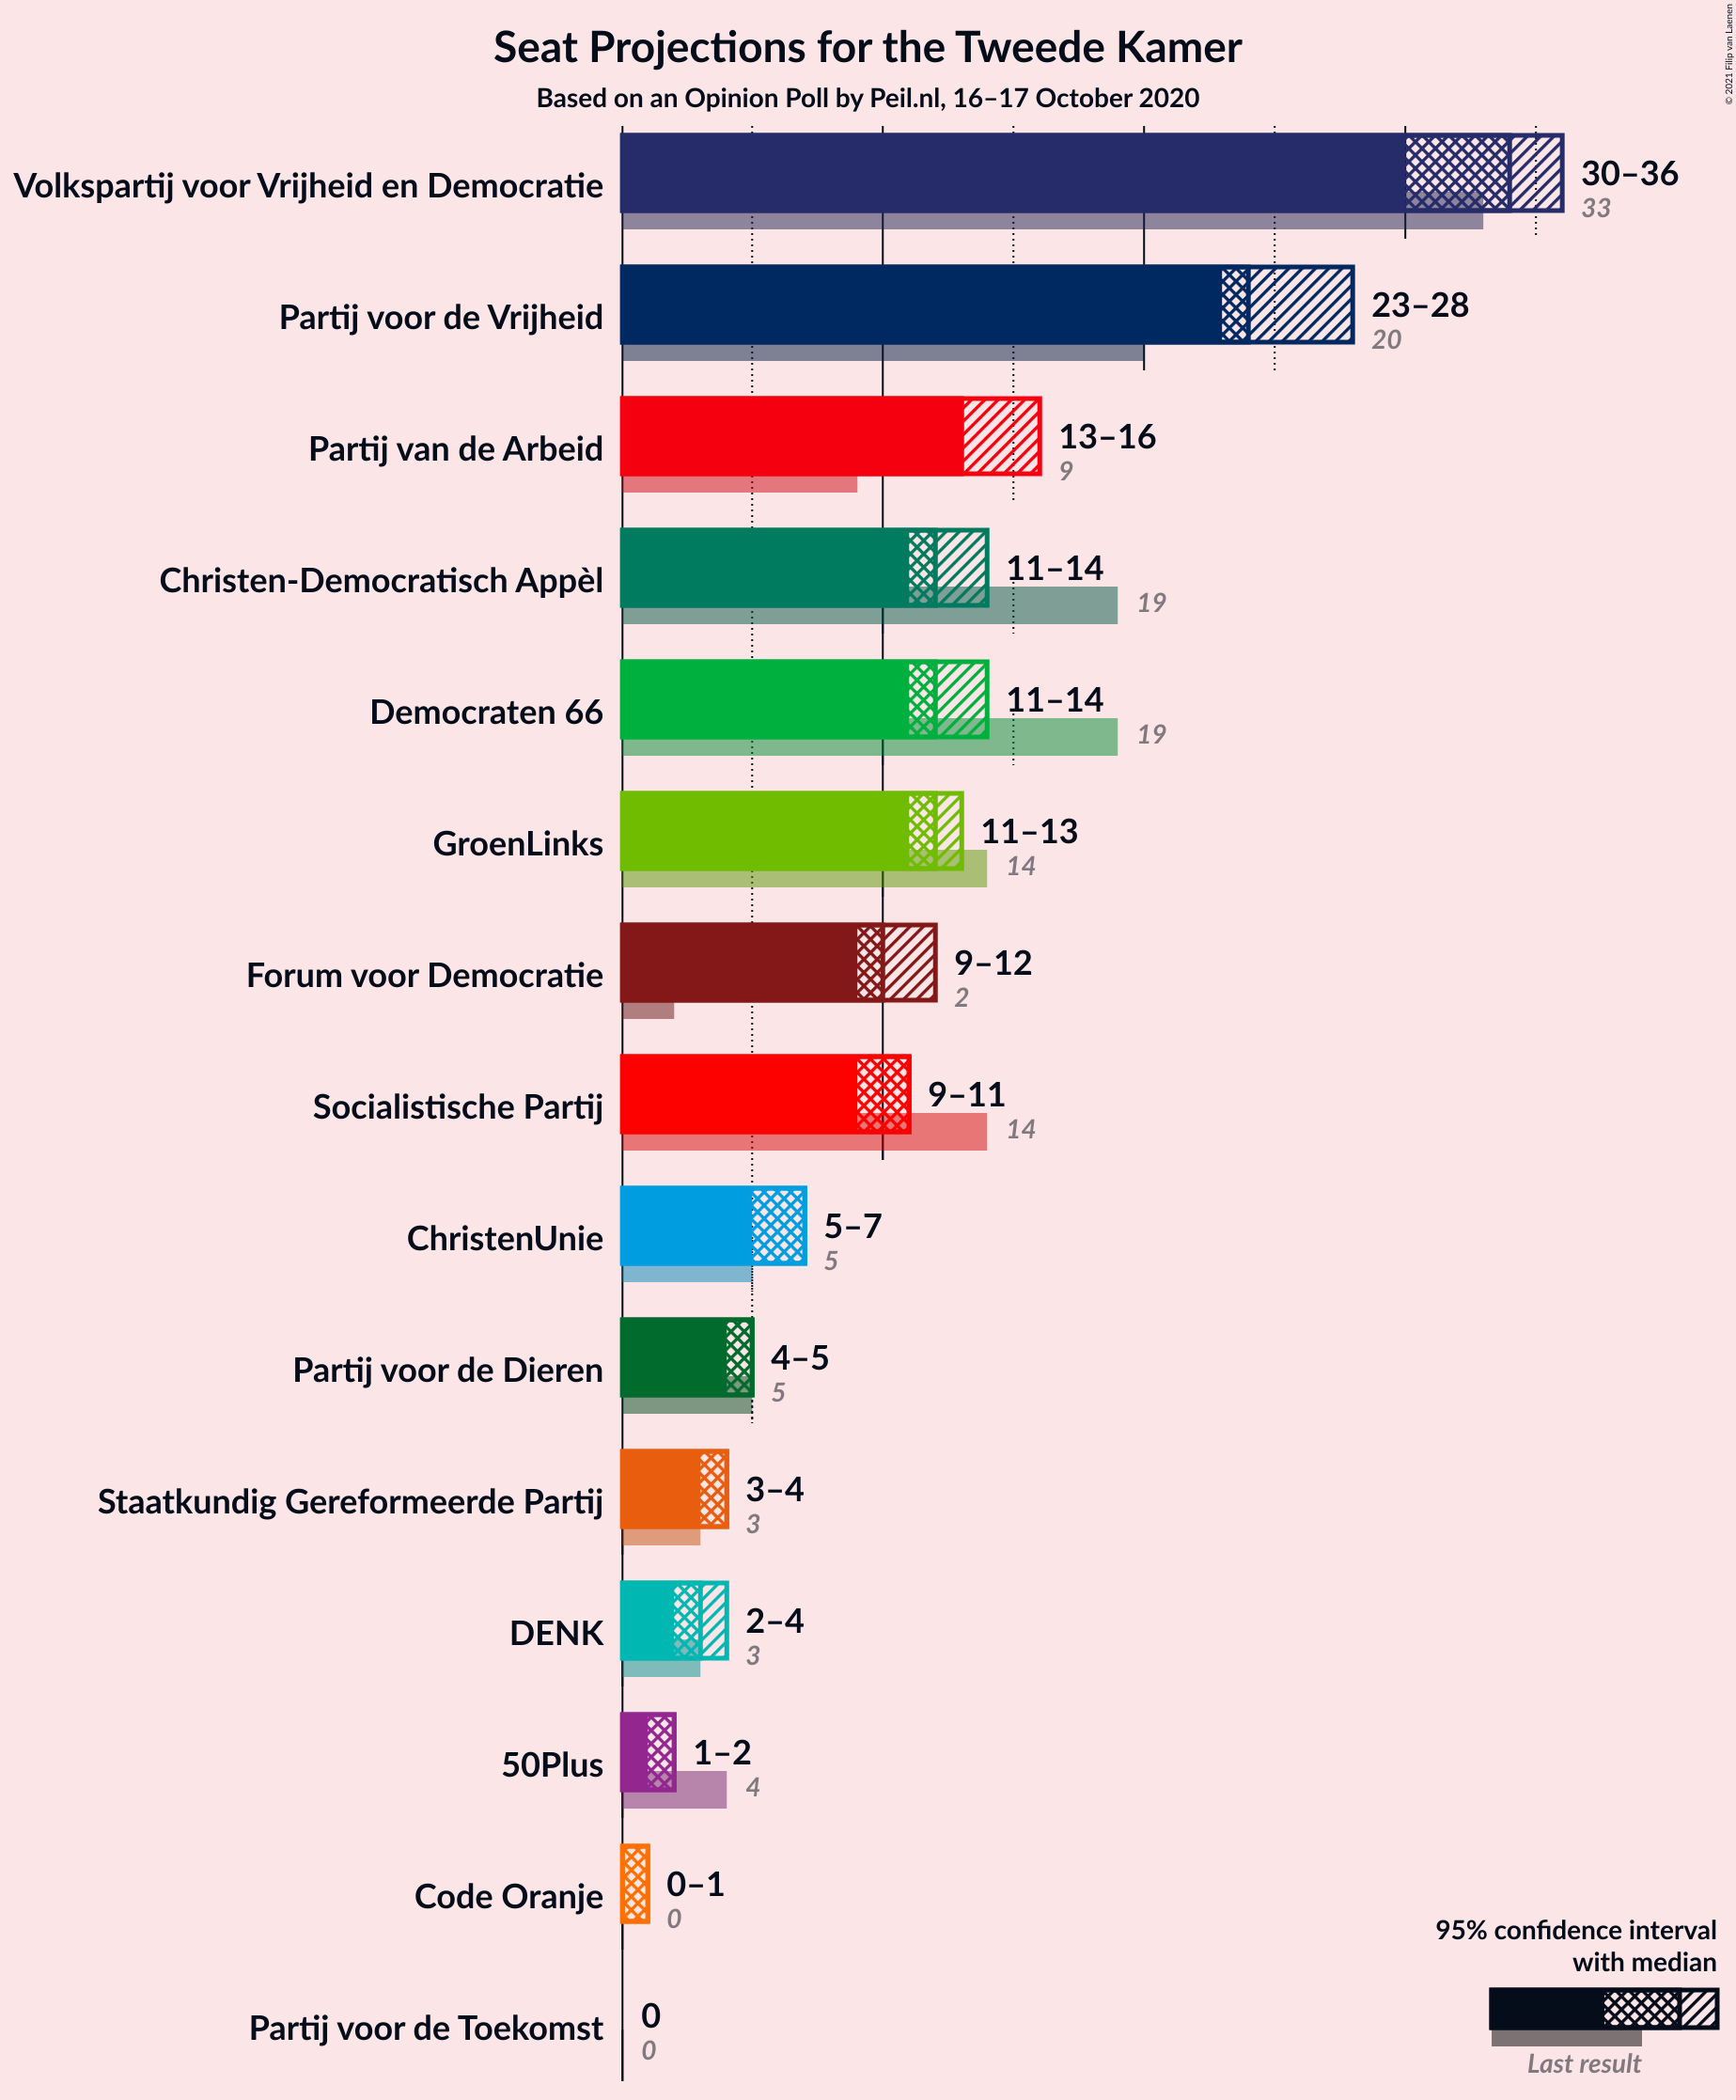 Seat Projections for the Tweede Kamer
Based on an Opinion Poll by Peil.nl, 16–17 October 2020
© 2021 Filip van Laenen
Volkspartij voor Vrijheid en Democratie
30–36
33
Partij voor de Vrijheid
23–28
20
Partij van de Arbeid
13–16
9
Christen-Democratisch Appèl
11–14
19
Democraten 66
11–14
19
GroenLinks
11–13
14
Forum voor Democratie
9–12
2
Socialistische Partij
9–11
14
ChristenUnie
5–7
5
Partij voor de Dieren
4–5
5
Staatkundig Gereformeerde Partij
3–4
3
DENK
2–4
3
50Plus
1–2
4
Code Oranje
0–1
0
Partij voor de Toekomst
0
0
95% confidence interval
with median
Last result